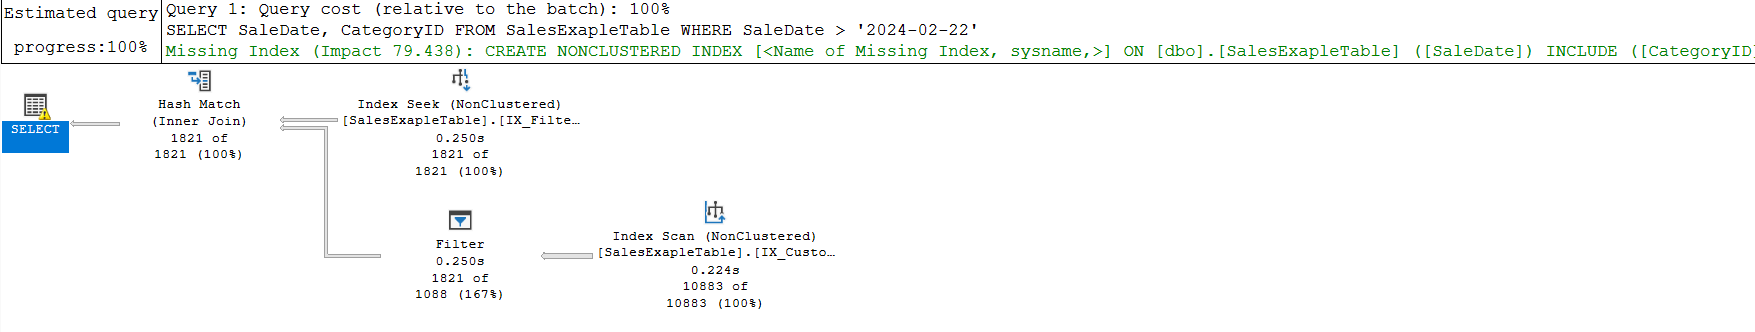 Estimated query
progress:100%
Query 1: Query cost (relative to the batch): 100%
SELECT SaleDate, CategoryID FROM SalesExapleTable WHERE SaleDate > '2024-02-22'
Missing Index (Impact 79.438): CREATE NONCLUSTERED INDEX [<Name of Missing Index, sysname,>] ON [dbo].[SalesExapleTable] ([SaleDate]) INCLUDE ([CategoryID]
SELECT
Hash Match
(Inner Join)
1821 of
1821 (100%)
Index Seek (NonClustered)
[SalesExapleTable].[IX_Filte…
0.250s
1821 of
1821 (100%)
Filter
0.250s
1821 of
1088 (167%)
Index Scan (NonClustered)
[SalesExapleTable].[IX_Custo…
0.224s
10883 of
10883 (100%)